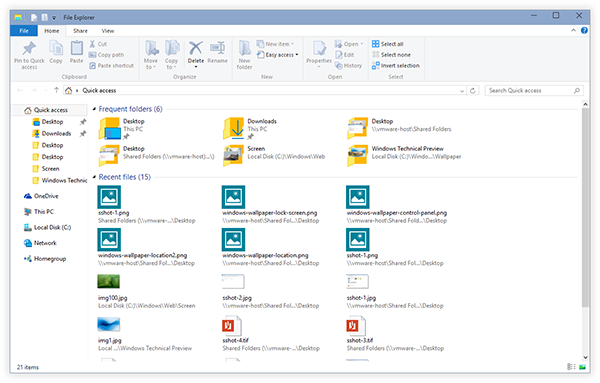 File Explorer
File Home Share View
Pin to Quick access
Copy
Paste
Cut
Copy path
Paste shortcut
Clipboard
Move to
Copy to
Delete
Rename
Organize
New folder
New item
Easy access
New
Properties
Open
Edit
History
Open
Select all
Select none
Invert selection
Select
Quick access
Search Quick access
Quick access
Desktop
Downloads
Desktop
Desktop
Screen
Windows Technic
OneDrive
This PC
Local Disk (C:)
Network
Homegroup
Frequent folders (6)
Desktop
This PC
Downloads
This PC
Desktop
\\vmware-host\Shared Folders
Desktop
Shared Folders (\\vmware-host\...\)
Screen
Local Disk (C:)\Windows\Web
Windows Technical Preview
Local Disk (C:)\Windo...\Wallpaper
Recent files (15)
sshot-1.png
Shared Folders (\\vmware-...\Desktop
windows-wallpaper-lock-screen.png
\\vmware-host\Shared Fol...\Desktop
windows-wallpaper-control-panel.png
\\vmware-host\Shared Fol...\Desktop
windows-wallpaper-location2.png
\\vmware-host\Shared Fol...\Desktop
windows-wallpaper-location.png
\\vmware-host\Shared Fol...\Desktop
sshot-1.png
\\vmware-host\Shared Fol...\Desktop
img100.jpg
Local Disk (C:)\Windows\Web\Screen
sshot-2.jpg
\\vmware-host\Shared Fol...\Desktop
sshot-1.jpg
\\vmware-host\Shared Fol...\Desktop
img1.jpg
Loca...\Windows Technical Preview
sshot-4.tif
Shared Folders (\\vmware-...\Desktop
sshot-3.tif
Shared Folders (\\vmware-...\Desktop
21 items